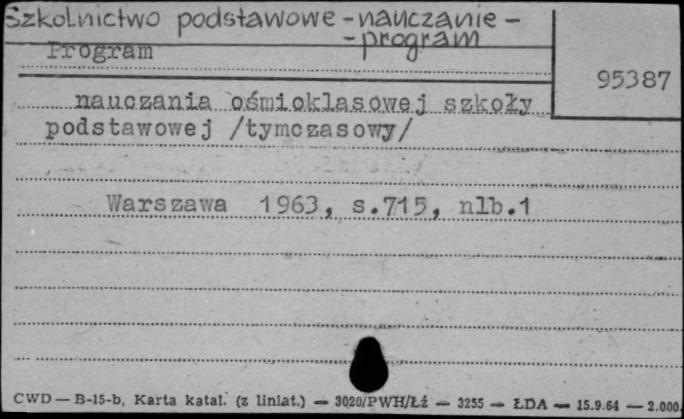 Szkolnictwo podstawowe - nauczanie -
- program
Program
95387
nauczania ośmioklasowej szkoły
podstawowej /tymczasowy/
Warszawa 1963, s.715, nlb.1
CWD — B-15-b, Karta katal. (z liniat.) — 3020/PWH/Łź — 3255 — ŁDA — 15.9.64 — 2.000